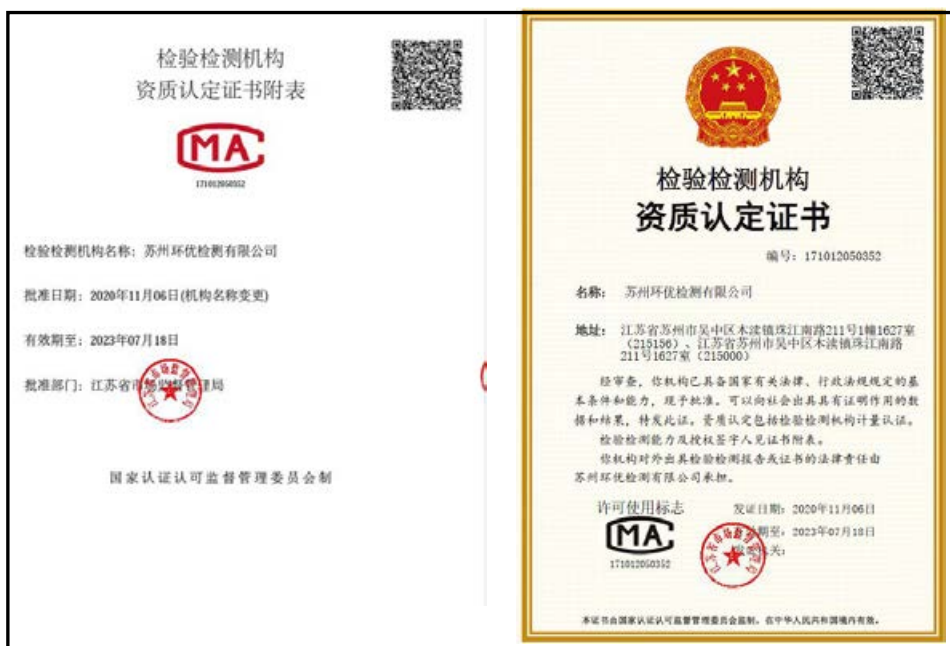 检验检测机构
资质认定证书附表
MA
171012050352
检验检测机构名称：苏州环优检测有限公司
批准日期：2020年11月06日(机构名称变更)
有效期至：2023年07月18日
批准部门：江苏省市场监督管理局
国家认证认可监督管理委员会制
检验检测机构
资质认定证书
编号：171012050352
名称：苏州环优检测有限公司
地址：江苏省苏州市吴中区木渎镇珠江南路211号1幢1627室
（215156）、江苏省苏州市吴中区木渎镇珠江南路
211号1627室（215000）
经审查，你机构已具备国家有关法律、行政法规规定的基
本条件和能力，现予批准。可以向社会出具具有证明作用的数
据和结果，特发此证。资质认定包括检验检测机构计量认证。
检验检测能力及授权签字人见证书附表。
你机构对外出具检验检测报告或证书的法律责任由
苏州环优检测有限公司承担。
许可使用标志
MA
171012050352
发证日期：2020年11月06日
期至：2023年07月18日
发证机关：
江苏省市场监督管理局
本证书由国家认证认可监督管理委员会监制，在中华人民共和国境内有效。